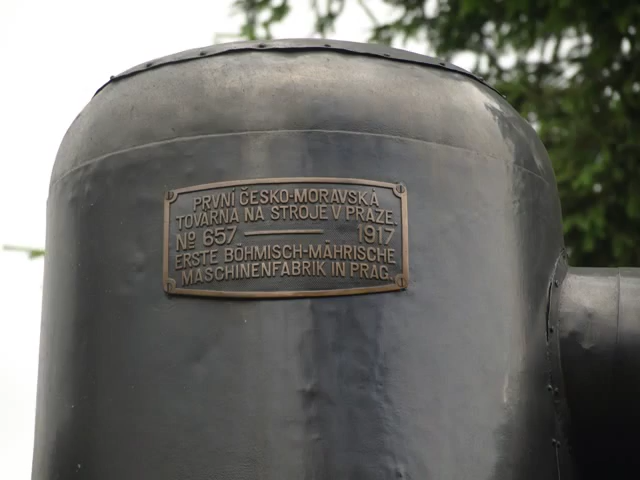 PRVNÍ ČESKO-MORAVSKÁ
TOVÁRNA NA STROJE V PRAZE
Nº 657 — 1917
ERSTE BÖHMISCH-MÄHRISCHE
MASCHINENFABRIK IN PRAG.